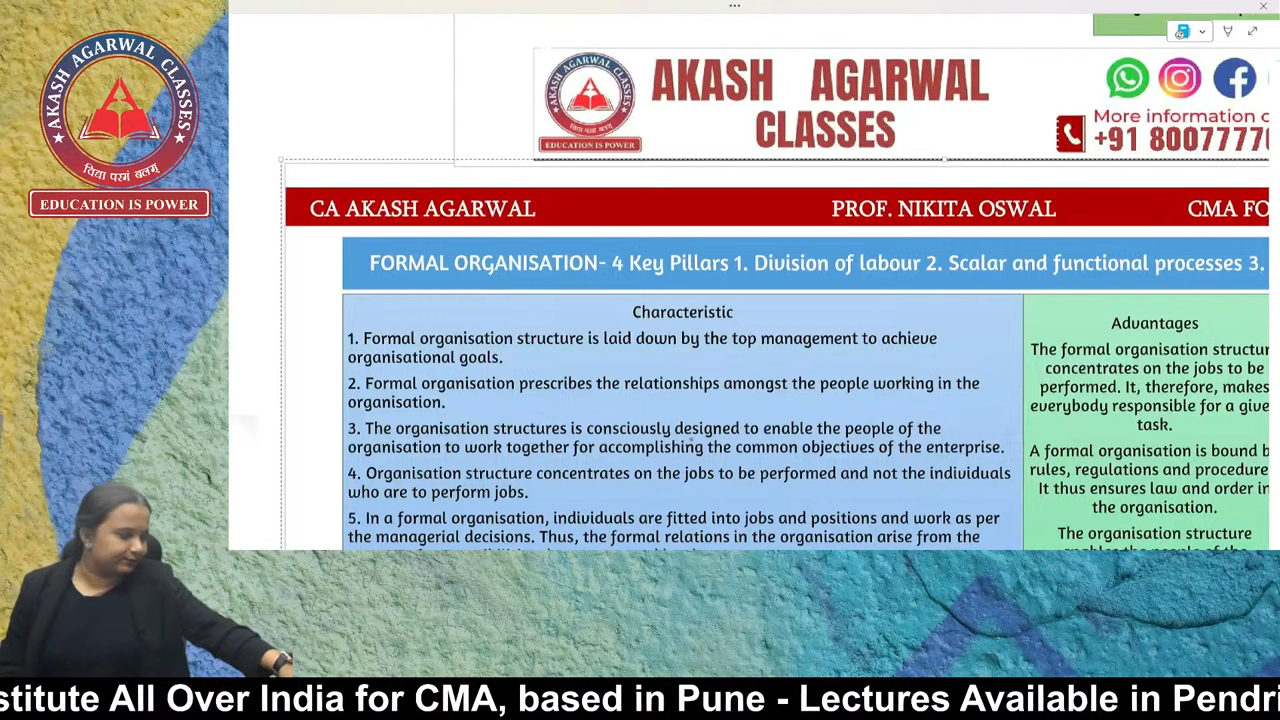 AKASH AGARWAL CLASSES
विद्या परमं बलम्
EDUCATION IS POWER
AKASH AGARWAL CLASSES
विद्या परमं बलम्
EDUCATION IS POWER
AKASH AGARWAL
CLASSES
More information
+91 8007777
CA AKASH AGARWAL
PROF. NIKITA OSWAL
CMA FO
FORMAL ORGANISATION- 4 Key Pillars 1. Division of labour 2. Scalar and functional processes 3.
Characteristic
1. Formal organisation structure is laid down by the top management to achieve
organisational goals.
2. Formal organisation prescribes the relationships amongst the people working in the
organisation.
3. The organisation structures is consciously designed to enable the people of the
organisation to work together for accomplishing the common objectives of the enterprise.
4. Organisation structure concentrates on the jobs to be performed and not the individuals
who are to perform jobs.
5. In a formal organisation, individuals are fitted into jobs and positions and work as per
the managerial decisions. Thus, the formal relations in the organisation arise from the
Advantages
The formal organisation structur
concentrates on the jobs to be
performed. It, therefore, makes
everybody responsible for a give
task.
A formal organisation is bound b
rules, regulations and procedure
It thus ensures law and order in
the organisation.
The organisation structure
stitute All Over India for CMA, based in Pune - Lectures Available in Pendri